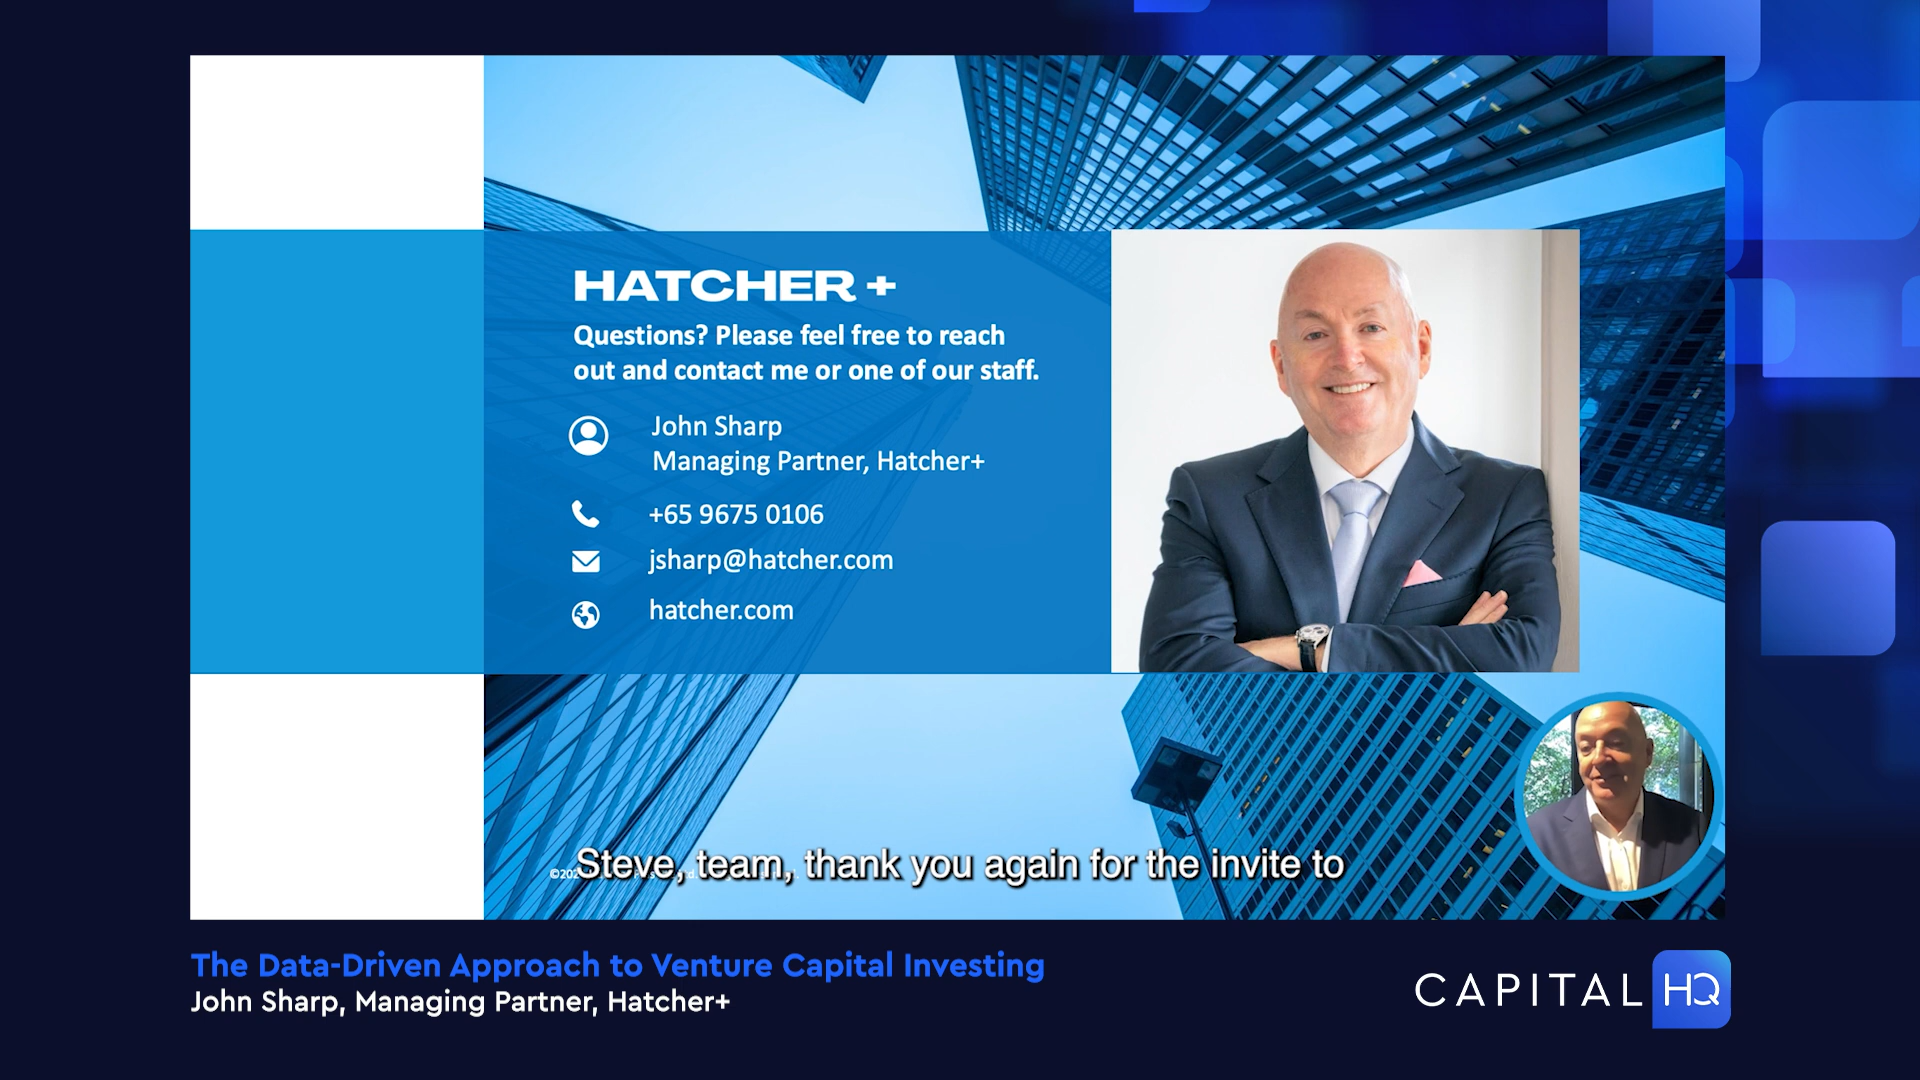 HATCHER +
Questions? Please feel free to reach
out and contact me or one of our staff.
John Sharp
Managing Partner, Hatcher+
+65 9675 0106
jsharp@hatcher.com
hatcher.com
Steve, team, thank you again for the invite to
The Data-Driven Approach to Venture Capital Investing
John Sharp, Managing Partner, Hatcher+
CAPITAL HQ